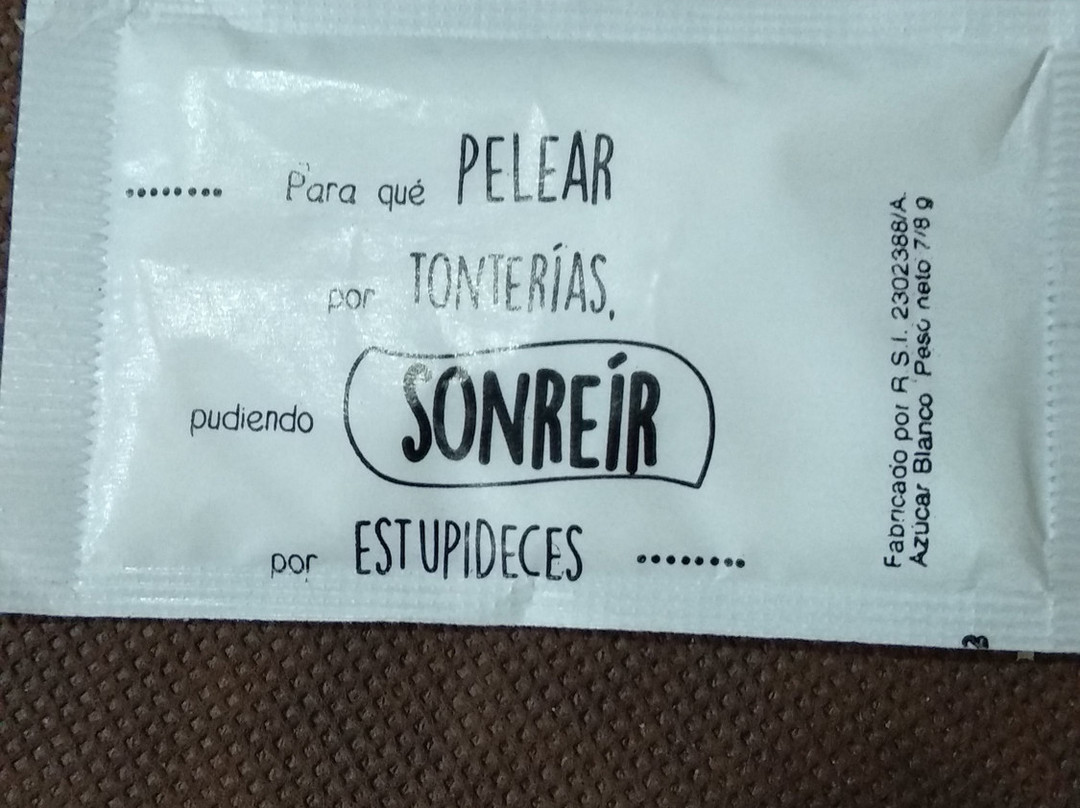 ........ Para qué PELEAR
por TONTERÍAS,
pudiendo SONREÍR
por ESTUPIDECES ........
Fabricado por R.S.I. 2302388/A.
Azúcar Blanco Peso neto 7/8 g